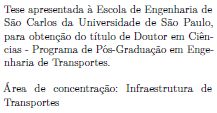 Tese apresentada à Escola de Engenharia de
São Carlos da Universidade de São Paulo,
para obtenção do título de Doutor em Ciên-
cias - Programa de Pós-Graduação em Enge-
nharia de Transportes.
Área de concentração: Infraestrutura de
Transportes